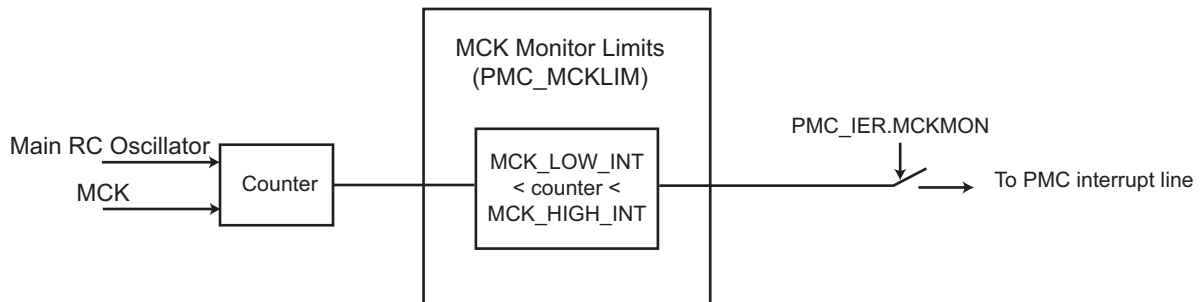 MCK Monitor Limits
(PMC_MCKLIM)
PMC_IER.MCKMON
Main RC Oscillator
MCK
Counter
MCK_LOW_INT
< counter <
MCK_HIGH_INT
To PMC interrupt line